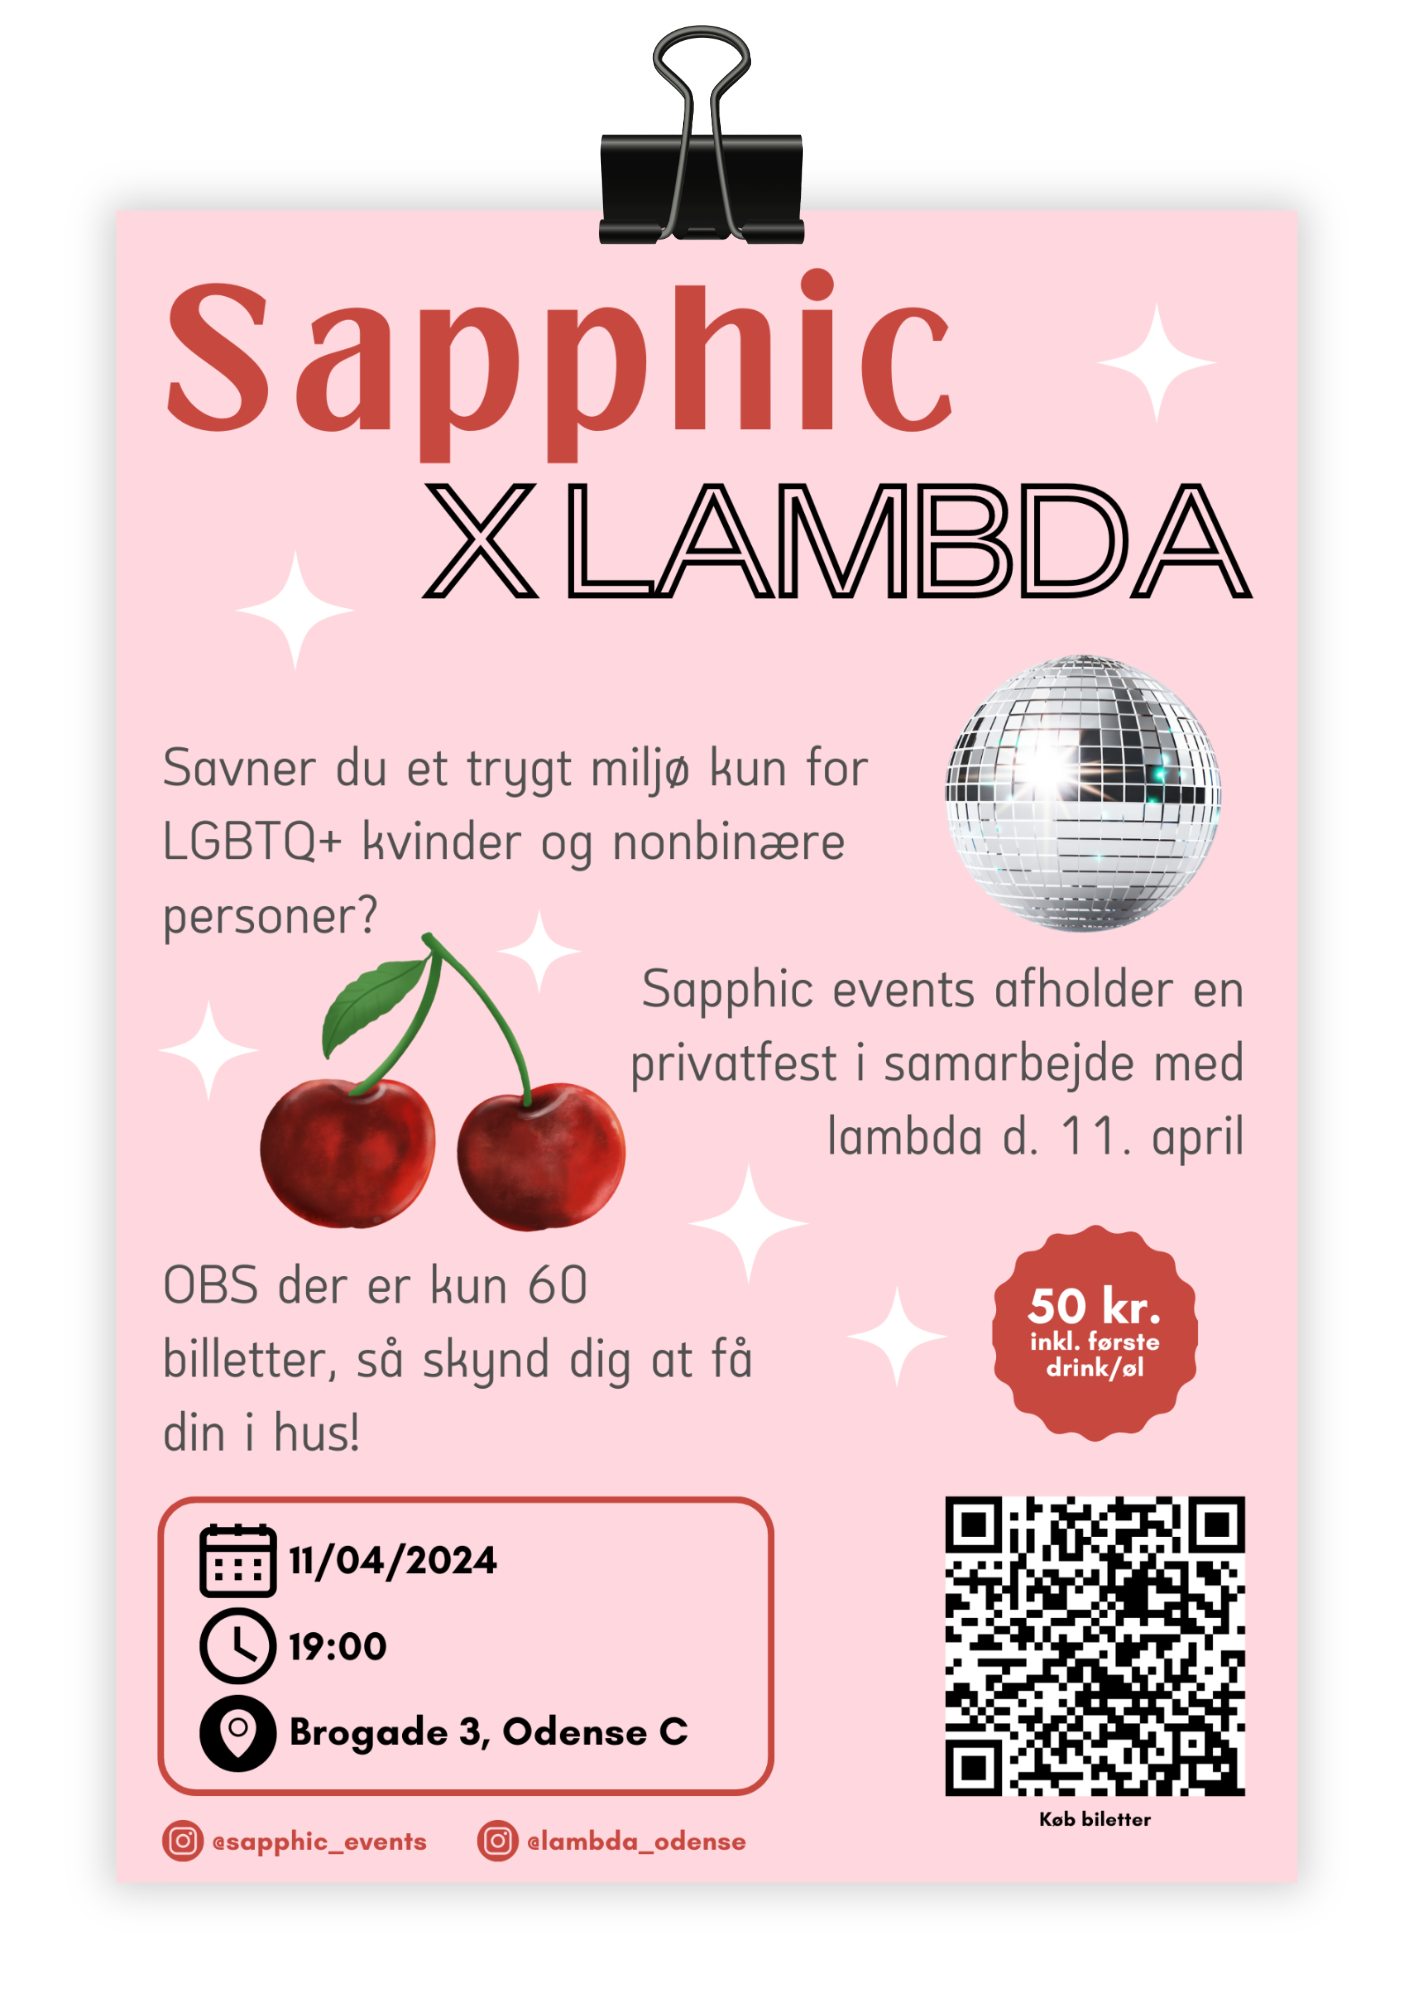 Sapphic
X LAMBDA
Savner du et trygt miljø kun for
LGBTQ+ kvinder og nonbinære
personer?
Sapphic events afholder en
privatfest i samarbejde med
lambda d. 11. april
OBS der er kun 60
billetter, så skynd dig at få
din i hus!
50 kr.
inkl. første
drink/øl
11/04/2024
19:00
Brogade 3, Odense C
Køb biletter
@sapphic_events
@lambda_odense